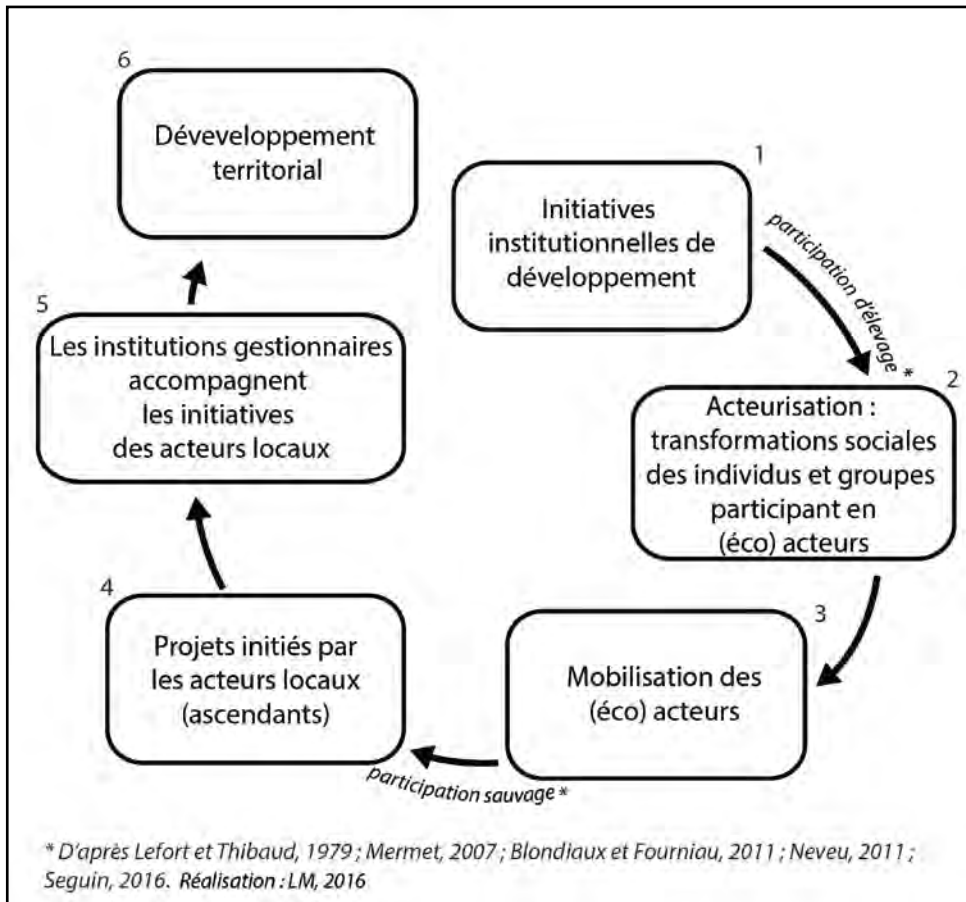 1
Initiatives
institutionnelles de
développement
participation d'élevage *
2
Acteurisation :
transformations sociales
des individus et groupes
participant en
(éco) acteurs
3
Mobilisation des
(éco) acteurs
participation sauvage *
4
Projets initiés par
les acteurs locaux
(ascendants)
5
Les institutions gestionnaires
accompagnent
les initiatives
des acteurs locaux
6
Déveveloppement
territorial
* D'après Lefort et Thibaud, 1979 ; Mermet, 2007 ; Blondiaux et Fourniau, 2011 ; Neveu, 2011 ;
Seguin, 2016. Réalisation : LM, 2016